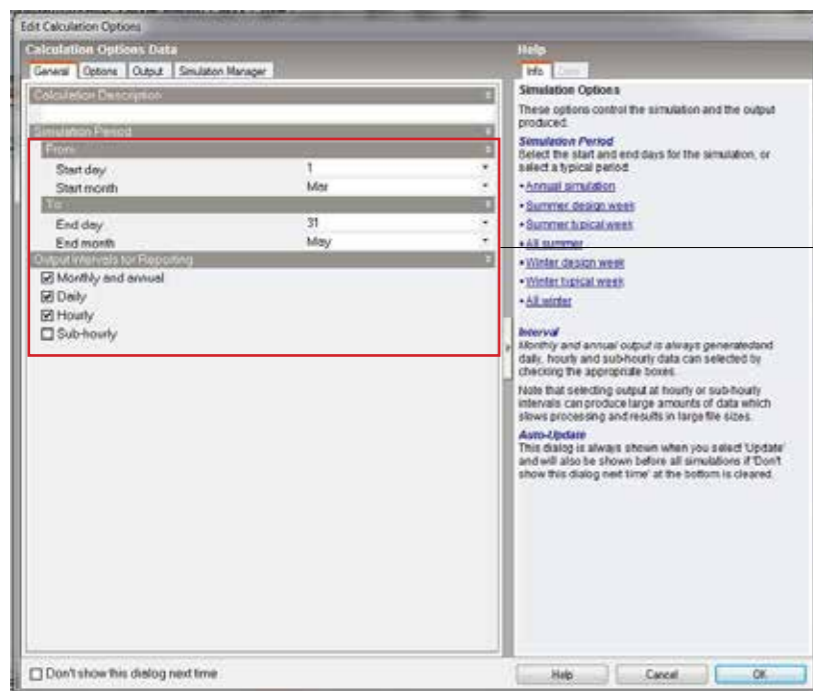 Edit Calculation Options
Calculation Options Data
General Options Output Simulation Manager
Calculation Description
Simulation Period
From
Start day 1
Start month Mar
To
End day 31
End month May
Output Intervals for Reporting
Monthly and annual
Daily
Hourly
Sub-hourly
Don't show this dialog next time
Help
Info Data
Simulation Options
These options control the simulation and the output
produced.
Simulation Period
Select the start and end days for the simulation, or
select a typical period
• Annual simulation
• Summer design week
• Summer typical week
• All summer
• Winter design week
• Winter typical week
• All winter
Interval
Monthly and annual output is always generatedand
daily, hourly and sub-hourly data can selected by
checking the appropriate boxes.
Note that selecting output at hourly or sub-hourly
intervals can produce large amounts of data which
slows processing and results in large file sizes.
Auto-Update
This dialog is always shown when you select 'Update'
and will also be shown before all simulations if 'Don't
show this dialog next time' at the bottom is cleared.
Help Cancel OK